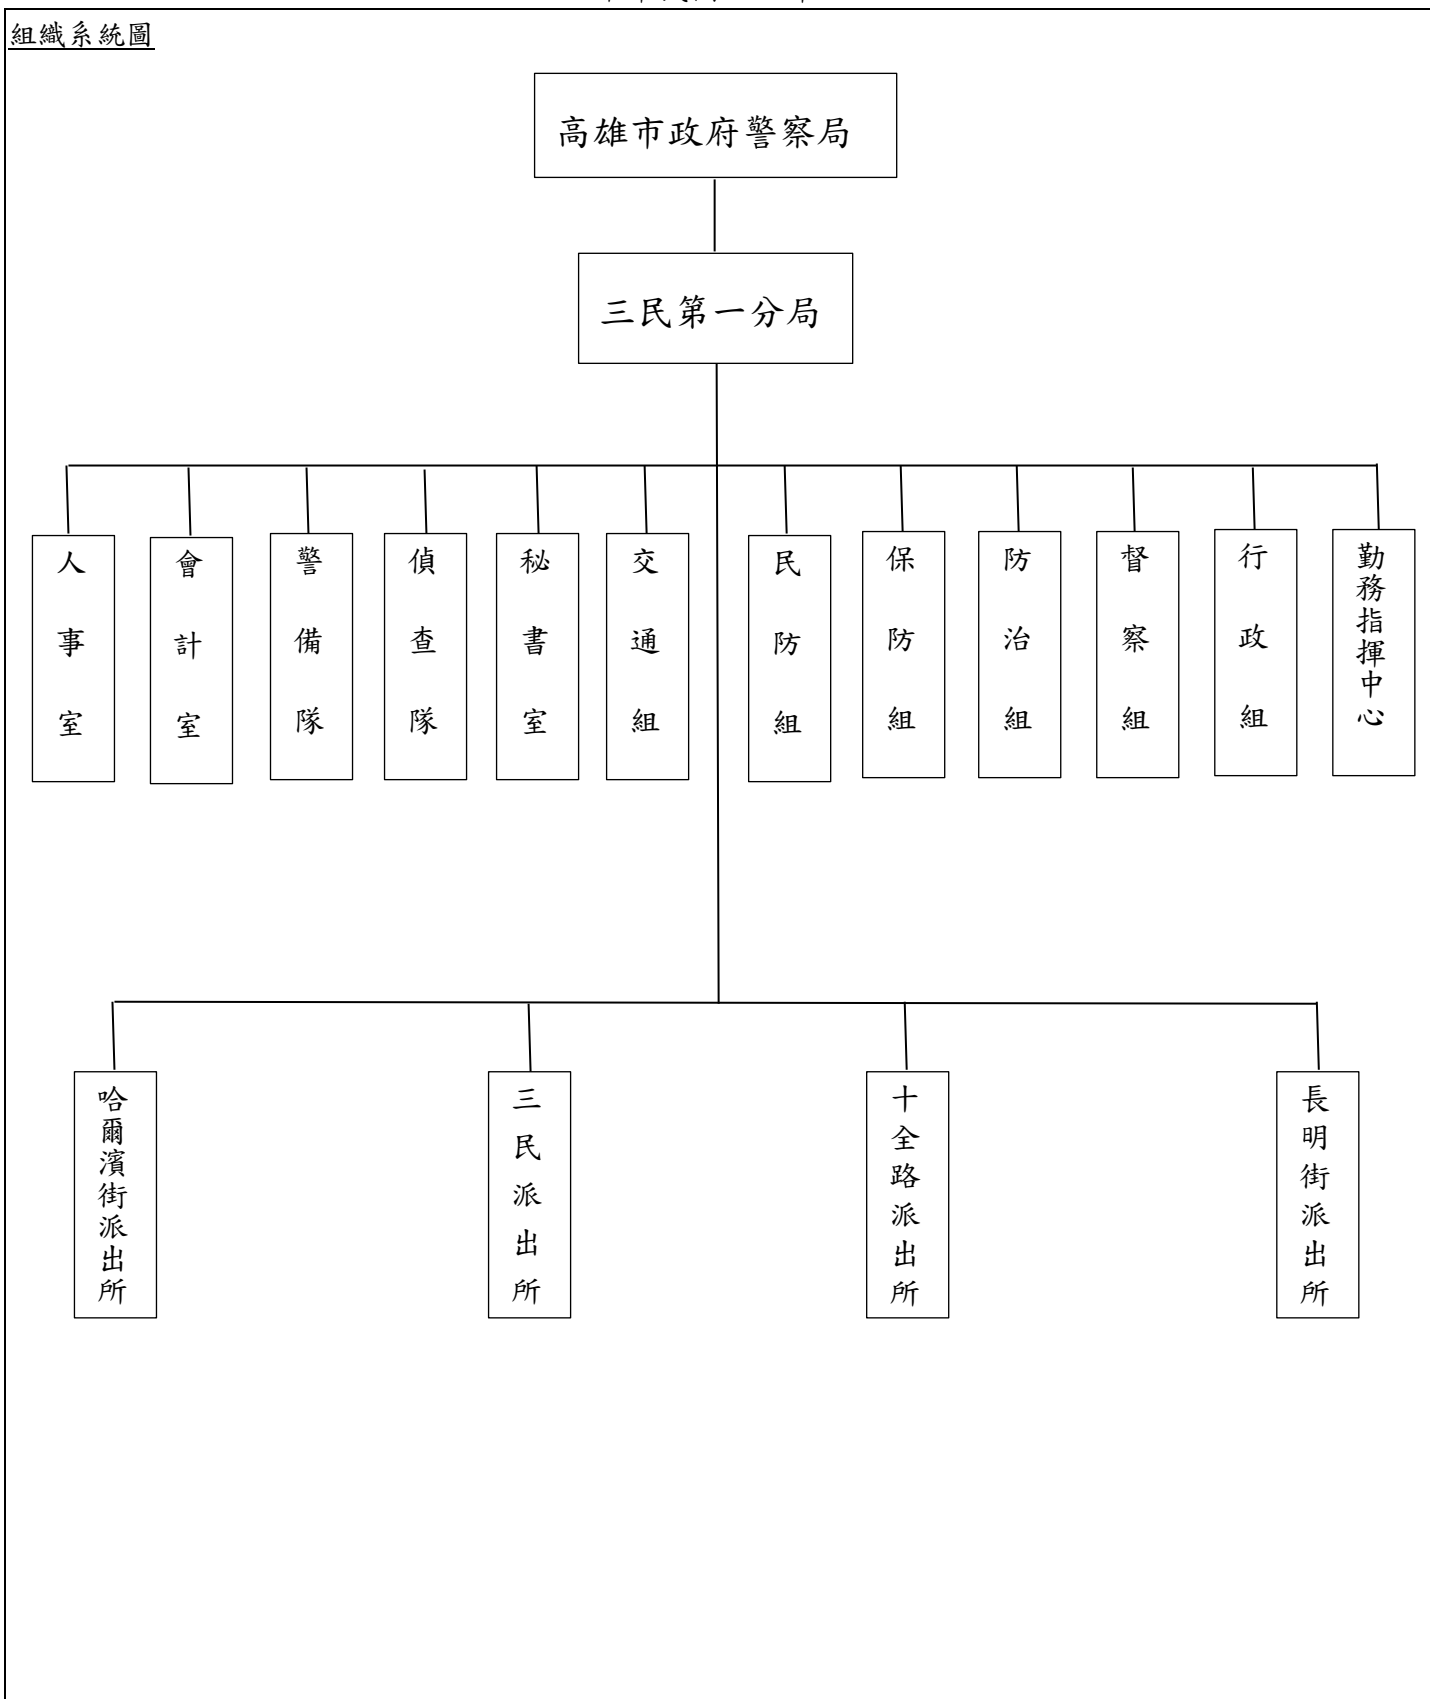 組織系統圖
高雄市政府警察局
三民第一分局
人事室
會計室
警備隊
偵查隊
秘書室
交通組
民防組
保防組
防治組
督察組
行政組
勤務指揮中心
哈爾濱街派出所
三民派出所
十全路派出所
長明街派出所